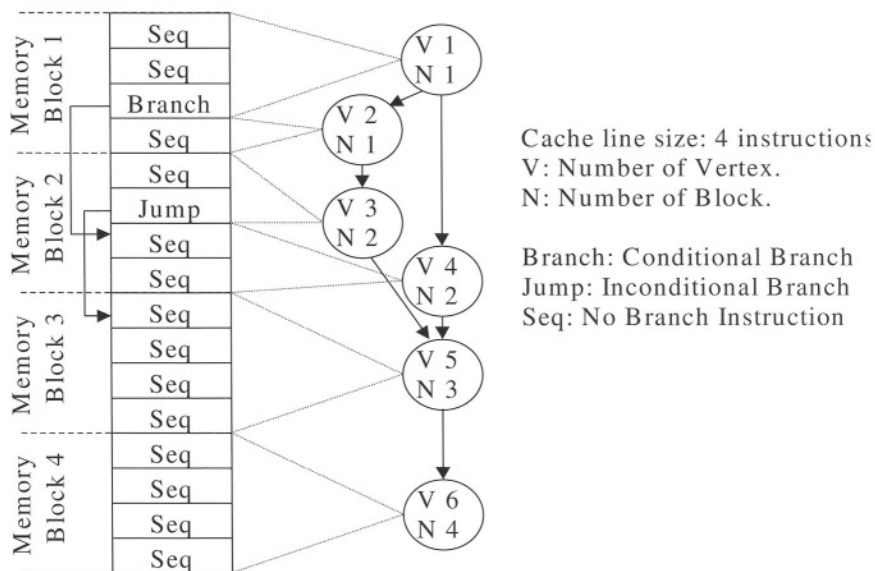 Memory
Block 1
Memory
Block 2
Memory
Block 3
Memory
Block 4
Seq
Seq
Branch
Seq
Seq
Jump
Seq
Seq
Seq
Seq
Seq
Seq
Seq
Seq
Seq
Seq
V 1
N 1
V 2
N 1
V 3
N 2
V 4
N 2
V 5
N 3
V 6
N 4
Cache line size: 4 instructions
V: Number of Vertex.
N: Number of Block.
Branch: Conditional Branch
Jump: Inconditional Branch
Seq: No Branch Instruction